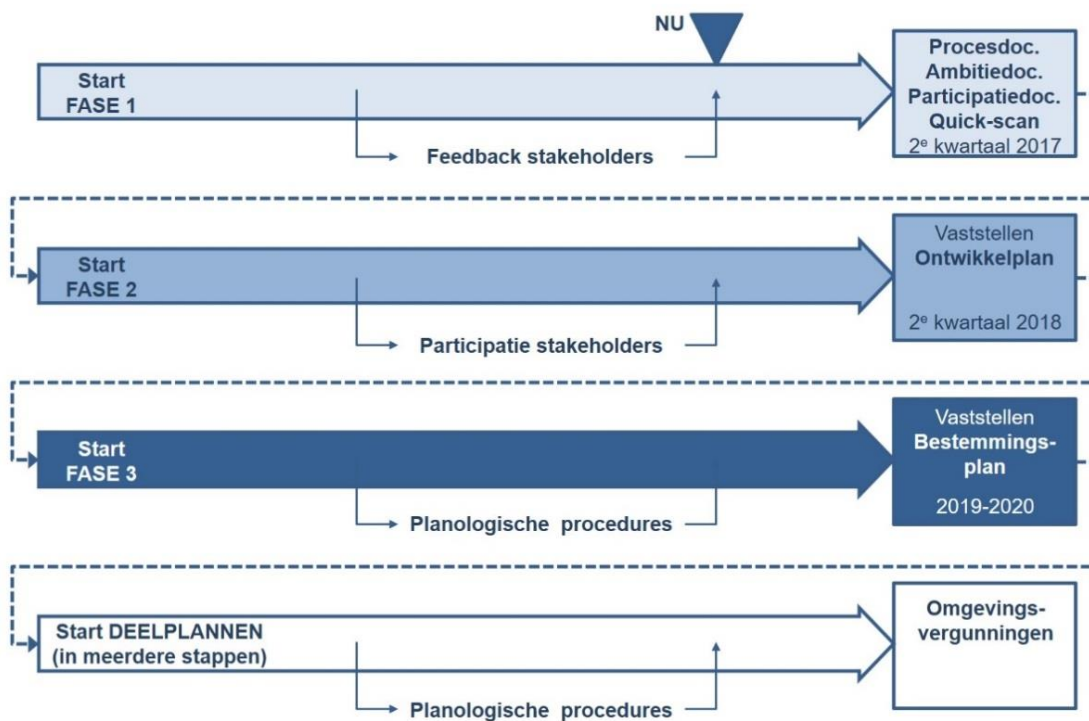 NU
Start
FASE 1
Feedback stakeholders
Procesdoc.
Ambitiedoc.
Participatiedoc.
Quick-scan
2e kwartaal 2017
Start
FASE 2
Participatie stakeholders
Vaststellen
Ontwikkelplan
2e kwartaal 2018
Start
FASE 3
Planologische procedures
Vaststellen
Bestemmings-
plan
2019-2020
Start DEELPLANNEN
(in meerdere stappen)
Planologische procedures
Omgevings-
vergunningen